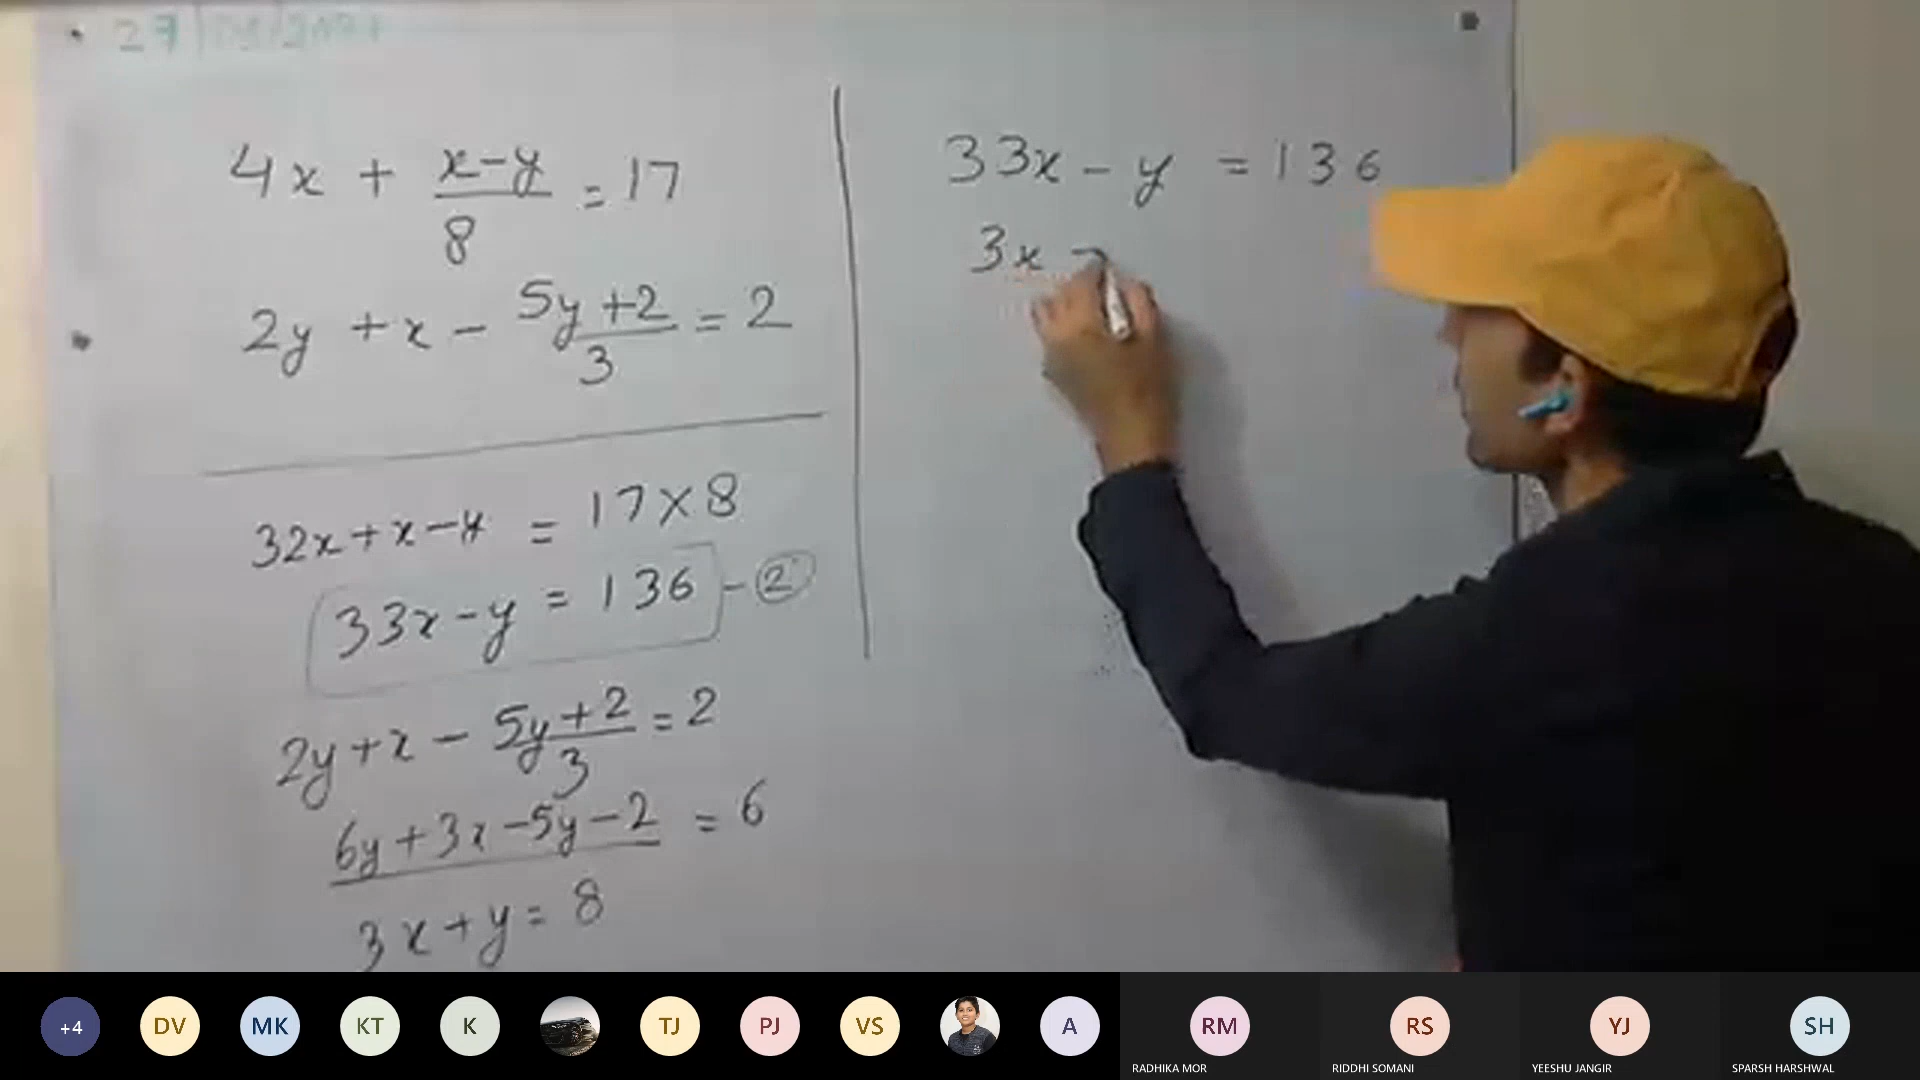 4x + x-y/8 = 17
2y + x - 5y+2/3 = 2
32x+x-y = 17×8
33x-y = 136 -②
2y+x - 5y+2/3 = 2
6y+3x-5y-2 = 6
3x+y = 8
33x - y = 136
3x
+4
DV
MK
KT
K
TJ
PJ
VS
A
RM
RS
YJ
SH
RADHIKA MOR
RIDDHI SOMANI
YEESHU JANGIR
SPARSH HARSHWAL